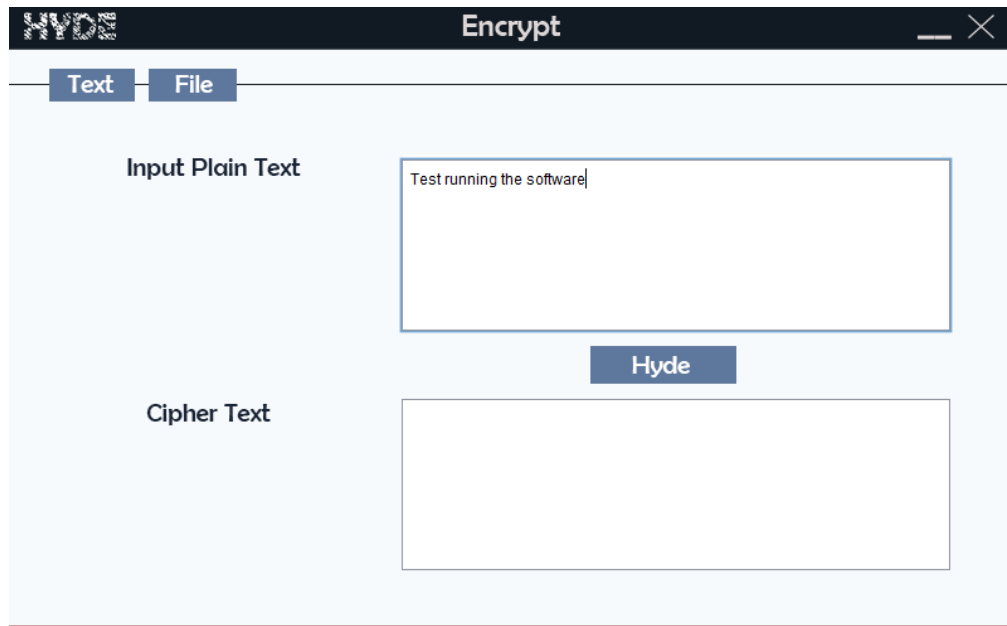 HYDE Encrypt
Text File
Input Plain Text
Test running the software
Hyde
Cipher Text